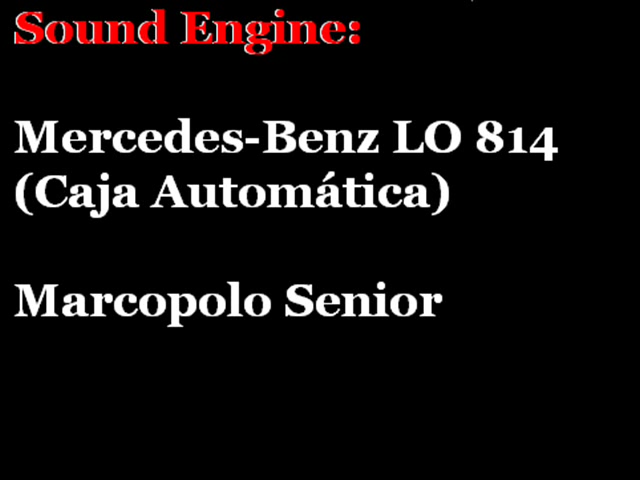 Sound Engine:
Mercedes-Benz LO 814
(Caja Automática)
Marcopolo Senior